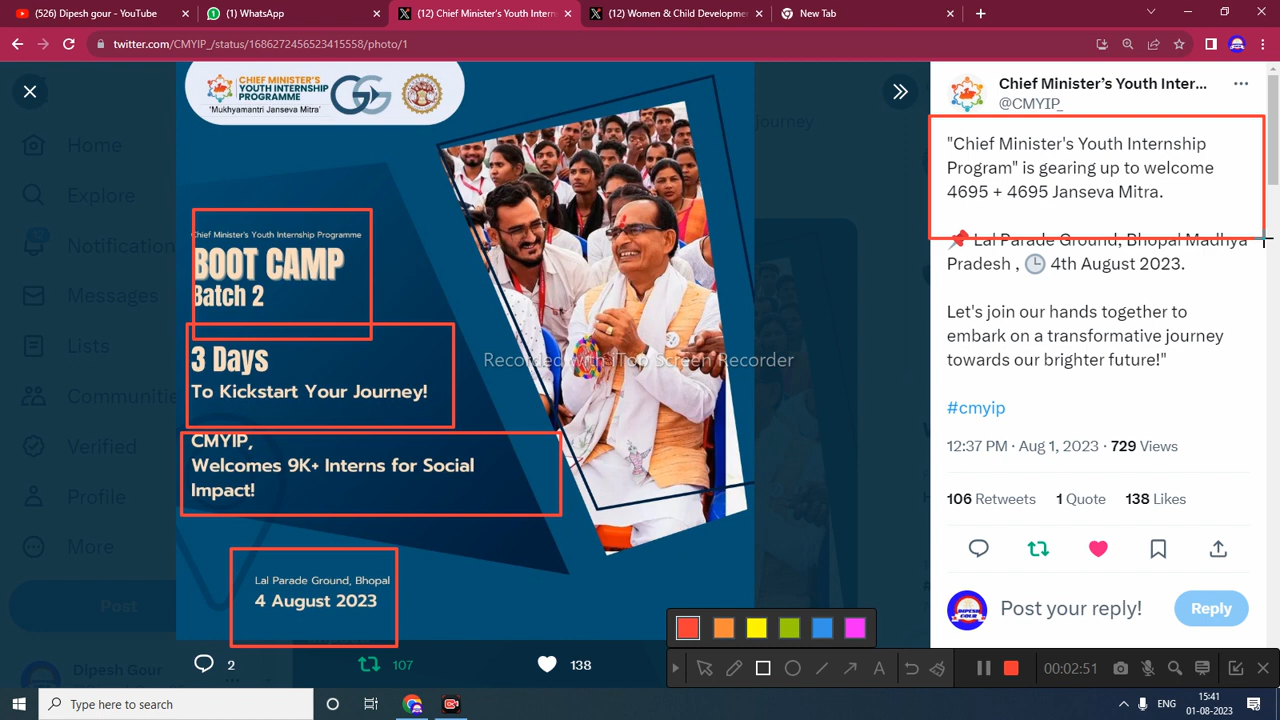 (526) Dipesh gour - YouTube
(1) WhatsApp
(12) Chief Minister's Youth Intern
(12) Women & Child Developme
New Tab
twitter.com/CMYIP_/status/1686272456523415558/photo/1
CHIEF MINISTER'S
YOUTH INTERNSHIP
PROGRAMME
"Mukhyamantri Janseva Mitra"
Chief Minister's Youth Internship Programme
BOOT CAMP
Batch 2
3 Days
To Kickstart Your Journey!
CMYIP,
Welcomes 9K+ Interns for Social
Impact!
Lal Parade Ground, Bhopal
4 August 2023
Recorded with iTop Screen Recorder
2
107
138
Home
Explore
Notification
Messages
Lists
Communitie
Verified
Profile
More
Post
Dipesh Gour
journey
Chief Minister's Youth Inter...
@CMYIP_
"Chief Minister's Youth Internship
Program" is gearing up to welcome
4695 + 4695 Janseva Mitra.
📌 Lal Parade Ground, Bhopal Madhya
Pradesh , 🕒 4th August 2023.
Let's join our hands together to
embark on a transformative journey
towards our brighter future!"
#cmyip
12:37 PM · Aug 1, 2023 · 729 Views
106 Retweets 1 Quote 138 Likes
DIPESH GOUR
Post your reply!
Reply
A
00:02:51
Type here to search
ENG
15:41
01-08-2023